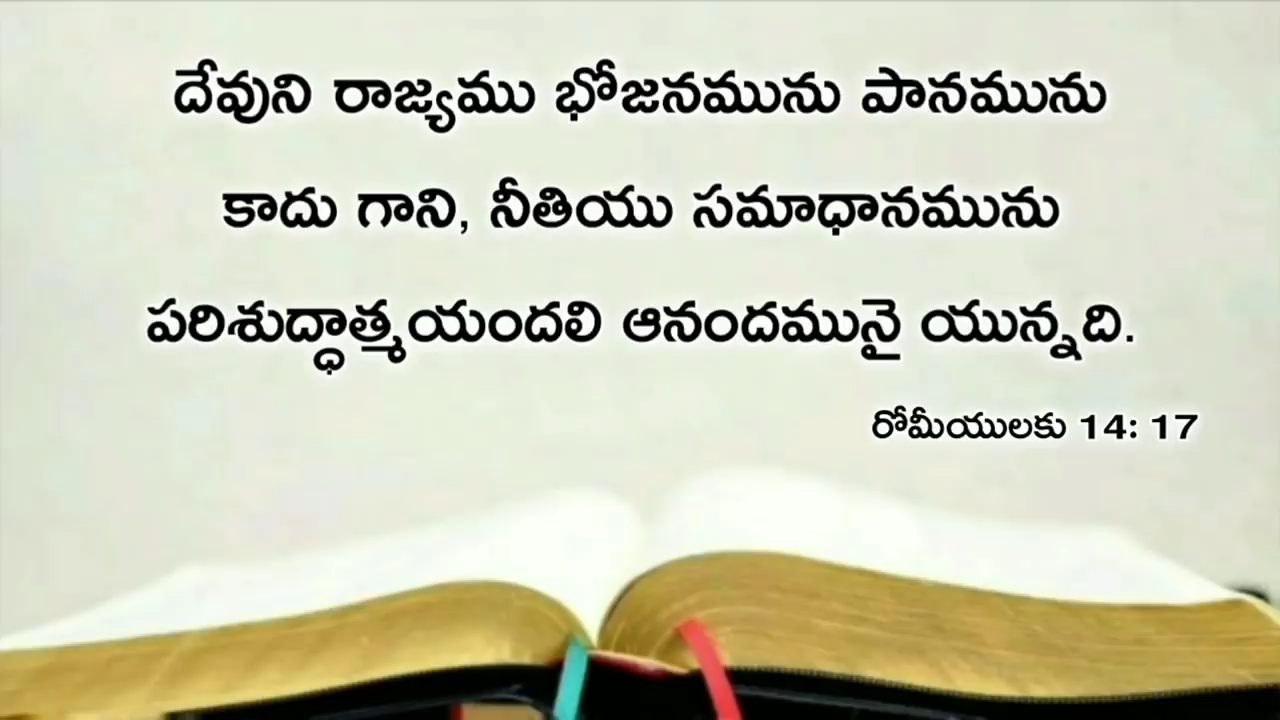 దేవుని రాజ్యము భోజనమును పానమును
కాదు గాని, నీతియు సమాధానమును
పరిశుద్ధాత్మయందలి ఆనందమునై యున్నది.
రోమీయులకు 14: 17